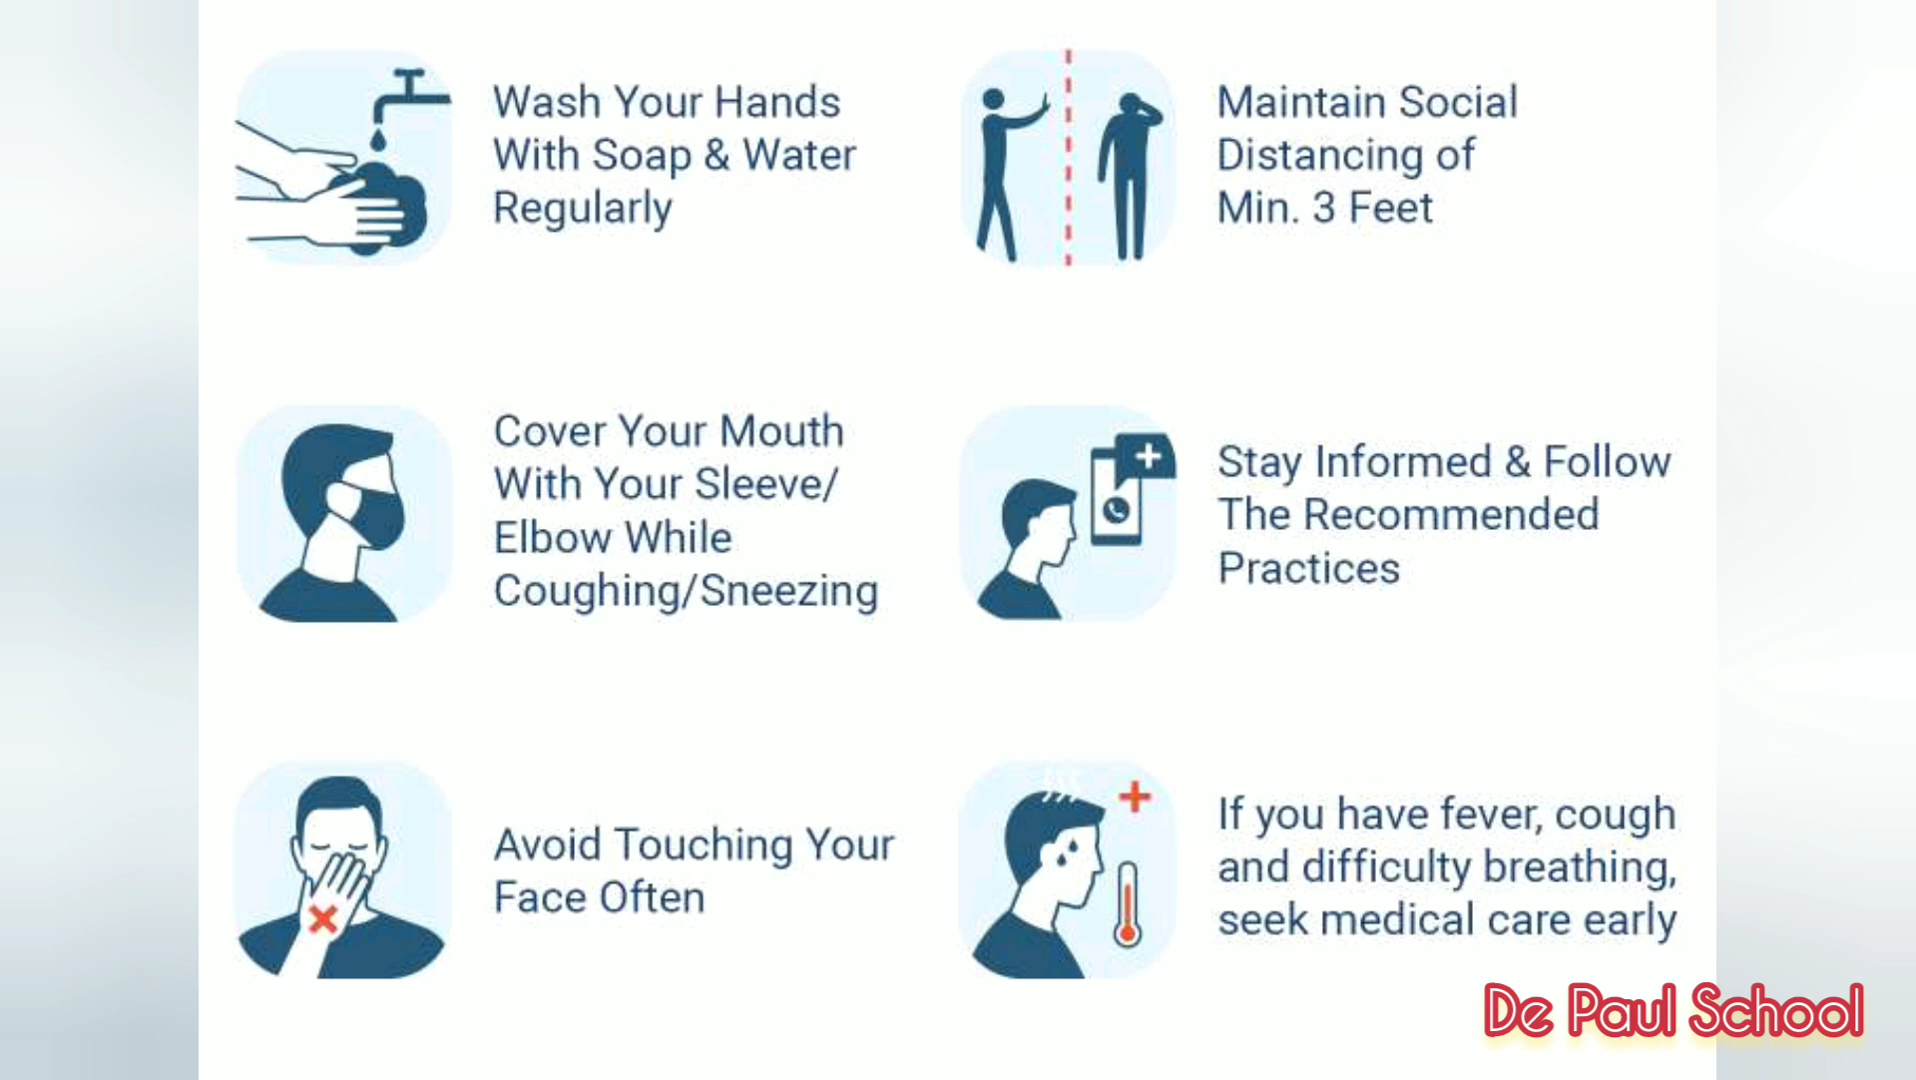 Wash Your Hands
With Soap & Water
Regularly
Maintain Social
Distancing of
Min. 3 Feet
Cover Your Mouth
With Your Sleeve/
Elbow While
Coughing/Sneezing
Stay Informed & Follow
The Recommended
Practices
Avoid Touching Your
Face Often
If you have fever, cough
and difficulty breathing,
seek medical care early
De Paul School